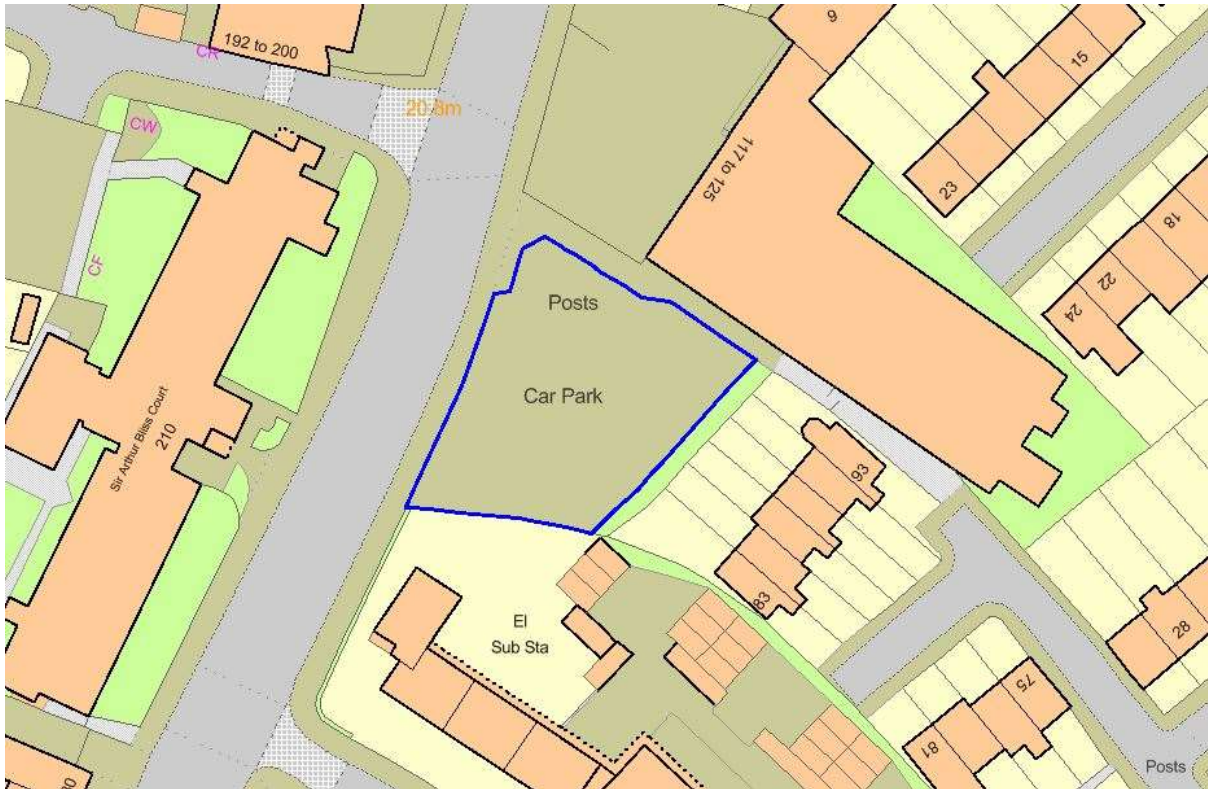 192 to 200
CR
20.8m
CW
CF
6
15
23
117 to 125
18
22
24
Posts
Car Park
Sir Arthur Bliss Court
210
93
83
El
Sub Sta
28
75
81
Posts